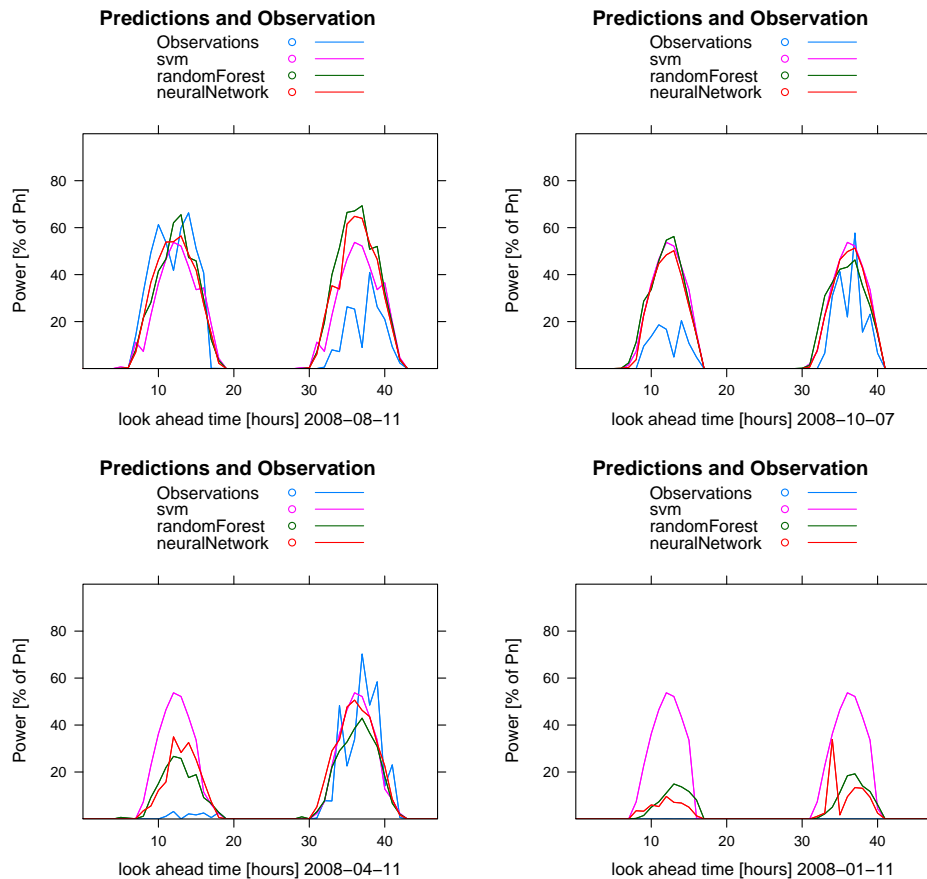 Predictions and Observation
Observations
svm
randomForest
neuralNetwork
80
60
40
20
10
20
30
40
Power [% of Pn]
look ahead time [hours] 2008−08−11
Predictions and Observation
Observations
svm
randomForest
neuralNetwork
80
60
40
20
10
20
30
40
Power [% of Pn]
look ahead time [hours] 2008−10−07
Predictions and Observation
Observations
svm
randomForest
neuralNetwork
80
60
40
20
10
20
30
40
Power [% of Pn]
look ahead time [hours] 2008−04−11
Predictions and Observation
Observations
svm
randomForest
neuralNetwork
80
60
40
20
10
20
30
40
Power [% of Pn]
look ahead time [hours] 2008−01−11